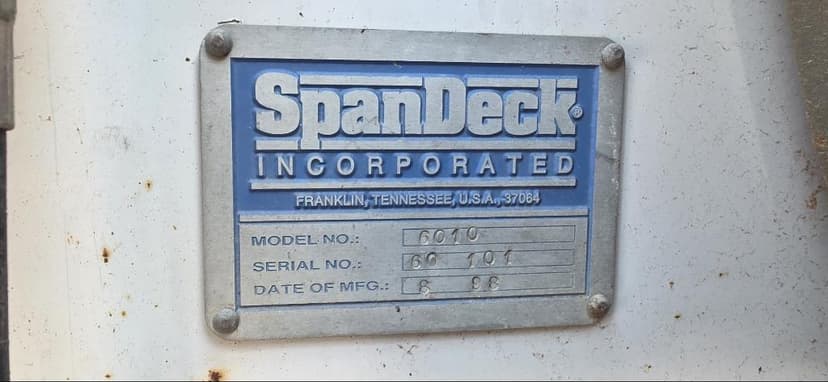 SpanDeck®
INCORPORATED
FRANKLIN, TENNESSEE, U.S.A., 37064
MODEL NO.: 6010
SERIAL NO.: 60 101
DATE OF MFG.: 8 98